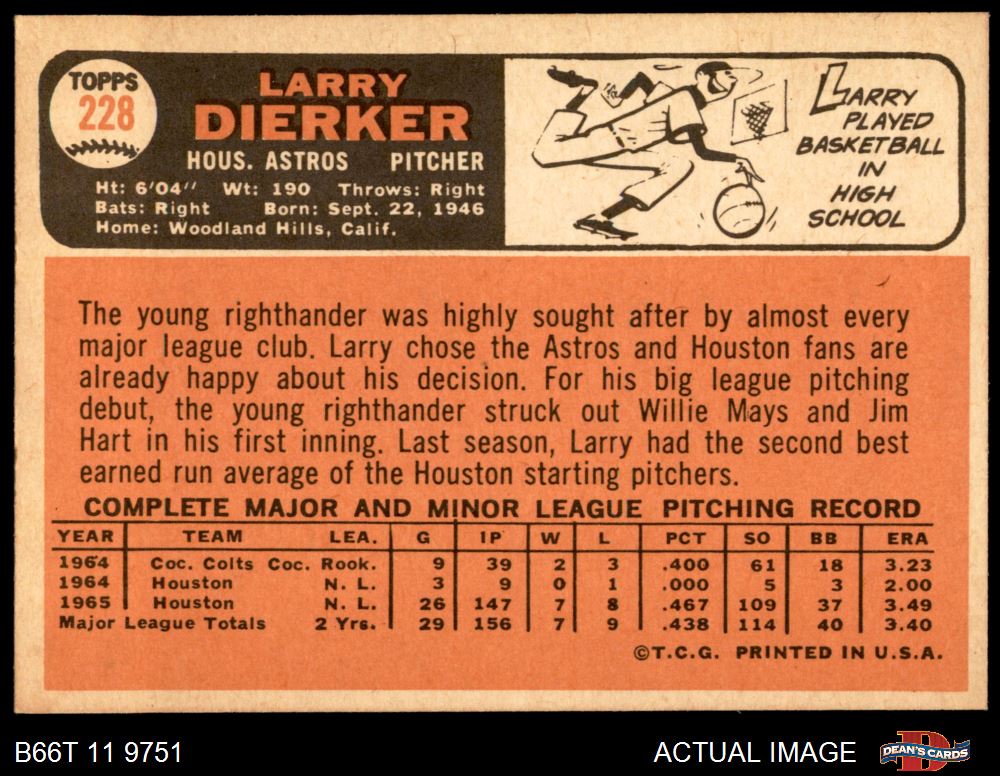 TOPPS
228
LARRY
DIERKER
HOUS. ASTROS PITCHER
Ht: 6'04" Wt: 190 Throws: Right
Bats: Right Born: Sept. 22, 1946
Home: Woodland Hills, Calif.
LARRY
PLAYED
BASKETBALL
IN
HIGH
SCHOOL
The young righthander was highly sought after by almost every
major league club. Larry chose the Astros and Houston fans are
already happy about his decision. For his big league pitching
debut, the young righthander struck out Willie Mays and Jim
Hart in his first inning. Last season, Larry had the second best
earned run average of the Houston starting pitchers.
COMPLETE MAJOR AND MINOR LEAGUE PITCHING RECORD
YEAR TEAM LEA. G IP W L PCT SO BB ERA
1964 Coc. Colts Coc. Rook. 9 39 2 3 .400 61 18 3.23
1964 Houston N. L. 3 9 0 1 .000 5 3 2.00
1965 Houston N. L. 26 147 7 8 .467 109 37 3.49
Major League Totals 2 Yrs. 29 156 7 9 .438 114 40 3.40
©T.C.G. PRINTED IN U.S.A.
B66T 11 9751 ACTUAL IMAGE DEAN'S CARDS